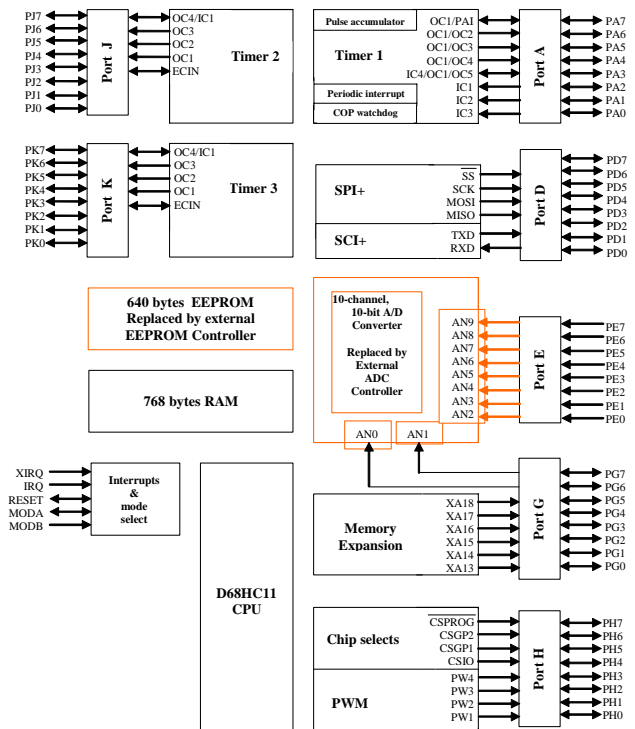 PJ7
PJ6
PJ5
PJ4
PJ3
PJ2
PJ1
PJ0
Port J
OC4/IC1
OC3
OC2
OC1
ECIN
Timer 2
Pulse accumulator
Timer 1
Periodic interrupt
COP watchdog
OC1/PAI
OC1/OC2
OC1/OC3
OC1/OC4
IC4/OC1/OC5
IC1
IC2
IC3
Port A
PA7
PA6
PA5
PA4
PA3
PA2
PA1
PA0
PK7
PK6
PK5
PK4
PK3
PK2
PK1
PK0
Port K
OC4/IC1
OC3
OC2
OC1
ECIN
Timer 3
SPI+
SCI+
SS
SCK
MOSI
MISO
TXD
RXD
Port D
PD7
PD6
PD5
PD4
PD3
PD2
PD1
PD0
640 bytes EEPROM
Replaced by external
EEPROM Controller
768 bytes RAM
10-channel,
10-bit A/D
Converter
Replaced by
External
ADC
Controller
AN9
AN8
AN7
AN6
AN5
AN4
AN3
AN2
AN0
AN1
Port E
PE7
PE6
PE5
PE4
PE3
PE2
PE1
PE0
XIRQ
IRQ
RESET
MODA
MODB
Interrupts
&
mode
select
D68HC11
CPU
Memory
Expansion
XA18
XA17
XA16
XA15
XA14
XA13
Port G
PG7
PG6
PG5
PG4
PG3
PG2
PG1
PG0
Chip selects
PWM
CSPROG
CSGP2
CSGP1
CSIO
PW4
PW3
PW2
PW1
Port H
PH7
PH6
PH5
PH4
PH3
PH2
PH1
PH0